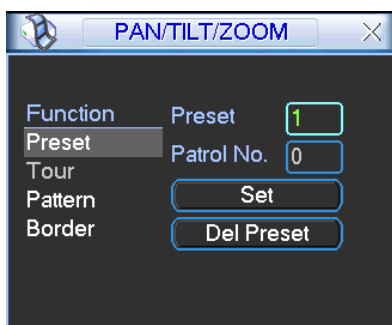 PAN/TILT/ZOOM
Function
Preset
Tour
Pattern
Border
Preset 1
Patrol No. 0
Set
Del Preset